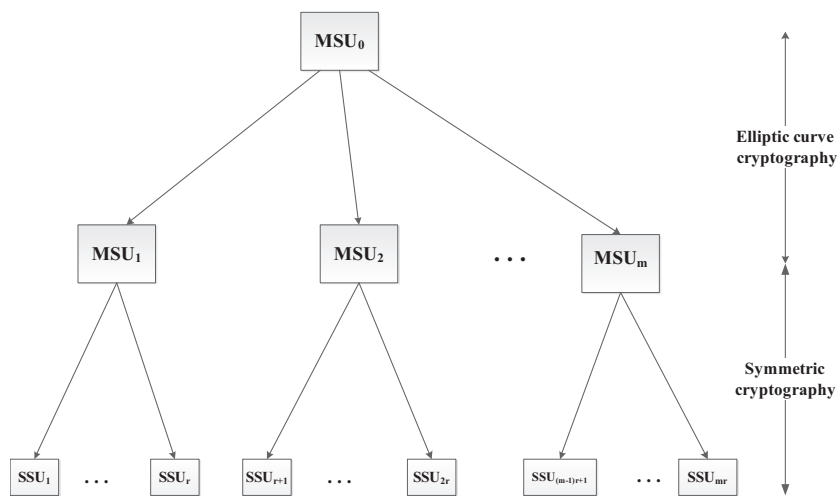 MSU₀
Elliptic curve
cryptography
MSU₁
MSU₂
...
MSUₘ
Symmetric
cryptography
SSU₁
...
SSUᵣ
SSUᵣ₊₁
...
SSU₂ᵣ
SSU₍ₘ₋₁₎ᵣ₊₁
...
SSUₘᵣ